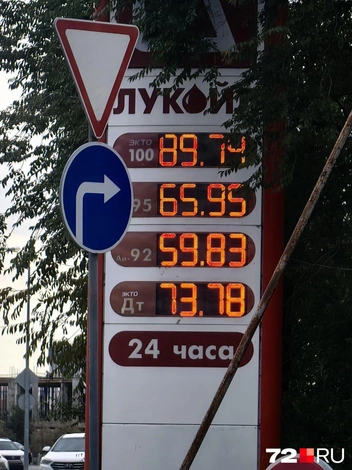 ЛУКОЙ
ЭКТО
100 89.74
95 65.95
Аи-92 59.83
ЭКТО
Дт 73.78
24 часа
72.RU